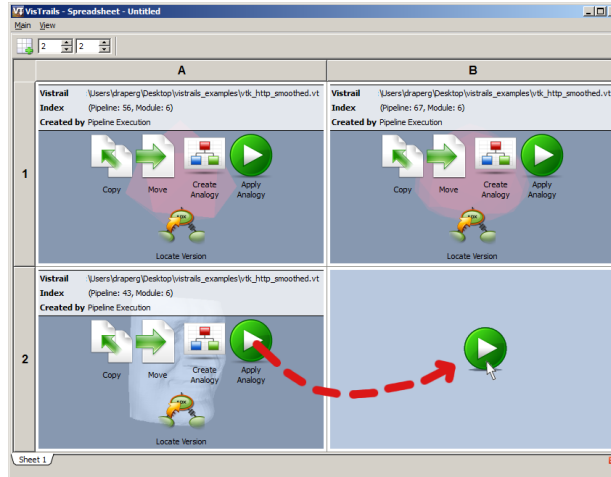 VisTrails - Spreadsheet - Untitled
Main View
2 2
A B
Vistrail \Users\draperg\Desktop\vistrails_examples\vtk_http_smoothed.vt
Index (Pipeline: 56, Module: 6)
Created by Pipeline Execution
Copy Move Create Analogy Apply Analogy
Locate Version
Vistrail \Users\draperg\Desktop\vistrails_examples\vtk_http_smoothed.vt
Index (Pipeline: 67, Module: 6)
Created by Pipeline Execution
Copy Move Create Analogy Apply Analogy
Locate Version
1
Vistrail \Users\draperg\Desktop\vistrails_examples\vtk_http_smoothed.vt
Index (Pipeline: 43, Module: 6)
Created by Pipeline Execution
Copy Move Create Analogy Apply Analogy
Locate Version
2
Sheet 1